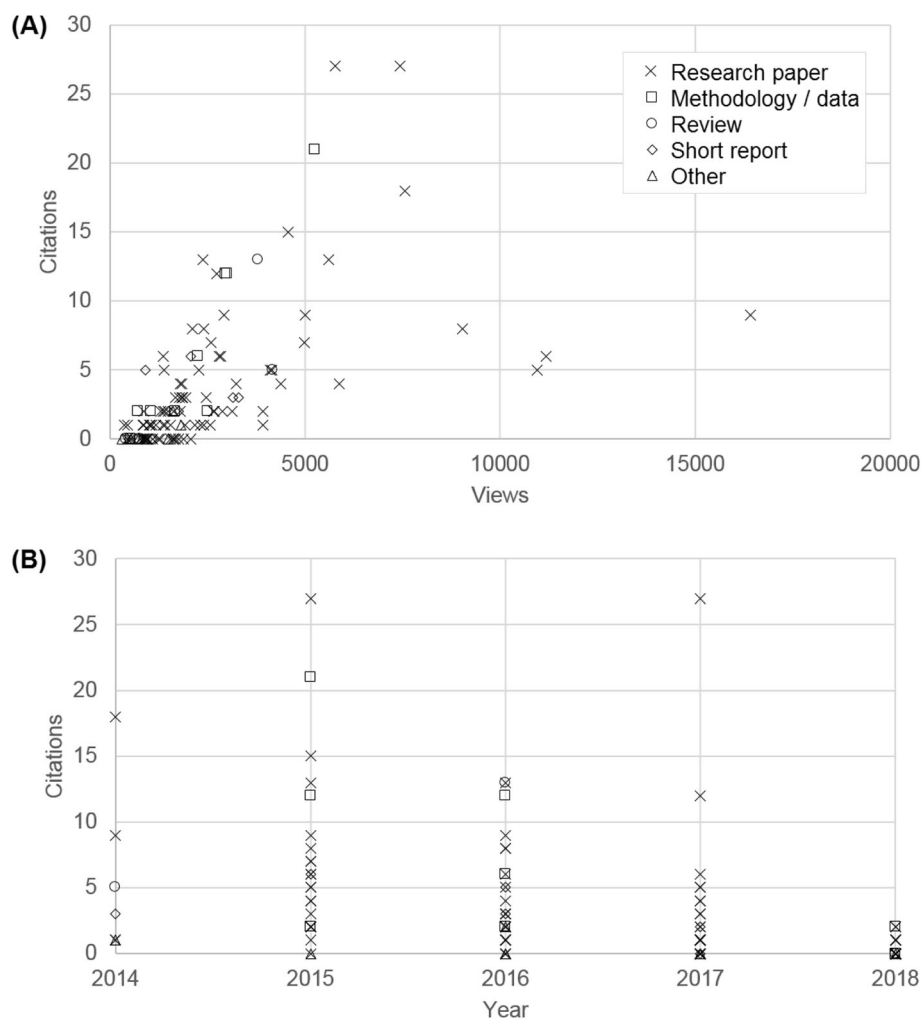 (A)
30
25
20
15
10
5
0
Citations
0 5000 10000 15000 20000
Views
Research paper
Methodology / data
Review
Short report
Other
(B)
30
25
20
15
10
5
0
Citations
2014 2015 2016 2017 2018
Year